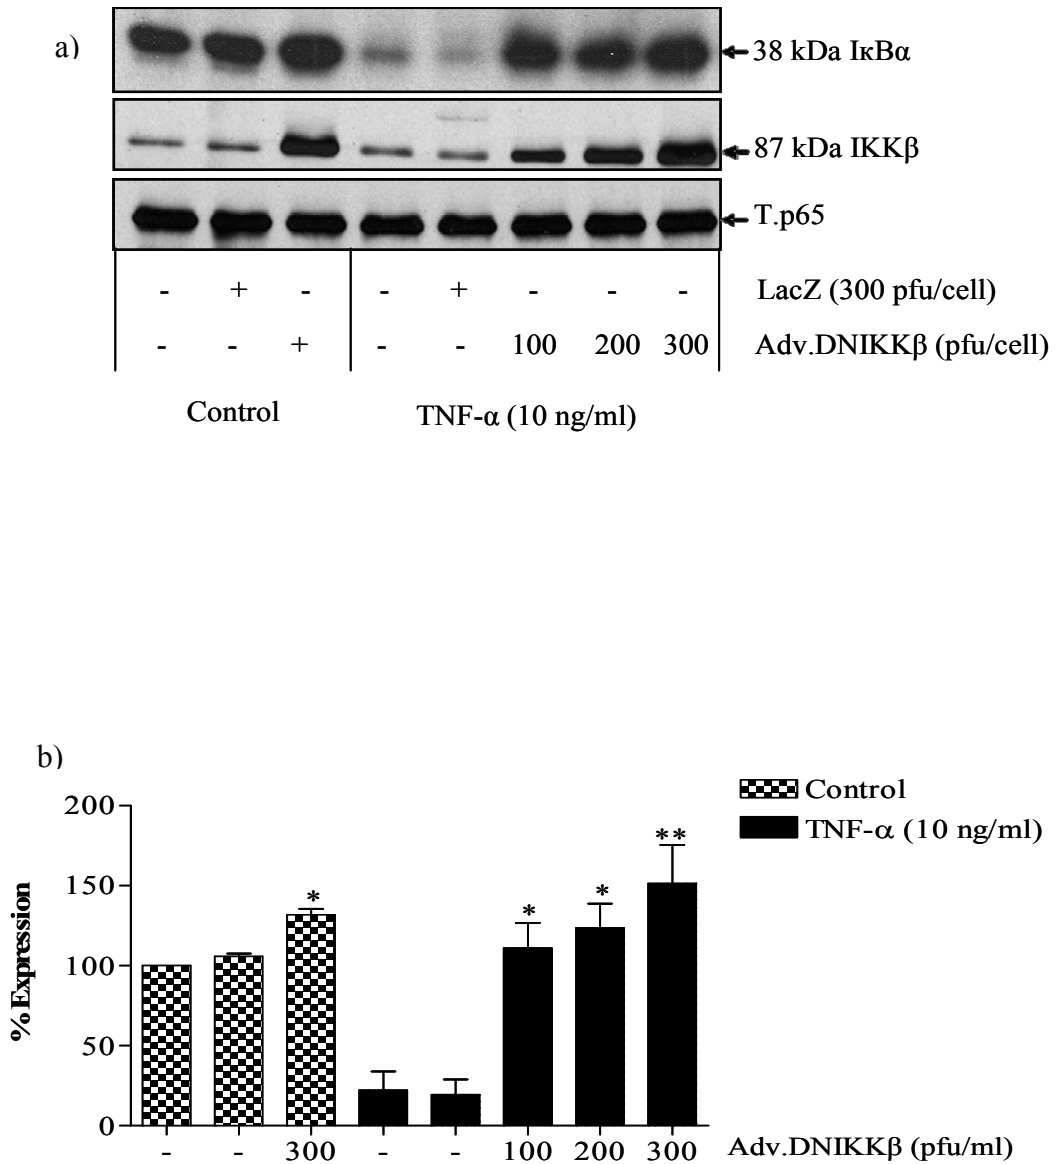 a)
38 kDa IκBα
87 kDa IKKβ
T.p65
- + - - + - - - LacZ (300 pfu/cell)
- - + - - 100 200 300 Adv.DNIKKβ (pfu/cell)
Control TNF-α (10 ng/ml)
b)
Control
TNF-α (10 ng/ml)
200
150
100
50
0
%Expression
* * * **
- - 300 - - 100 200 300 Adv.DNIKKβ (pfu/ml)